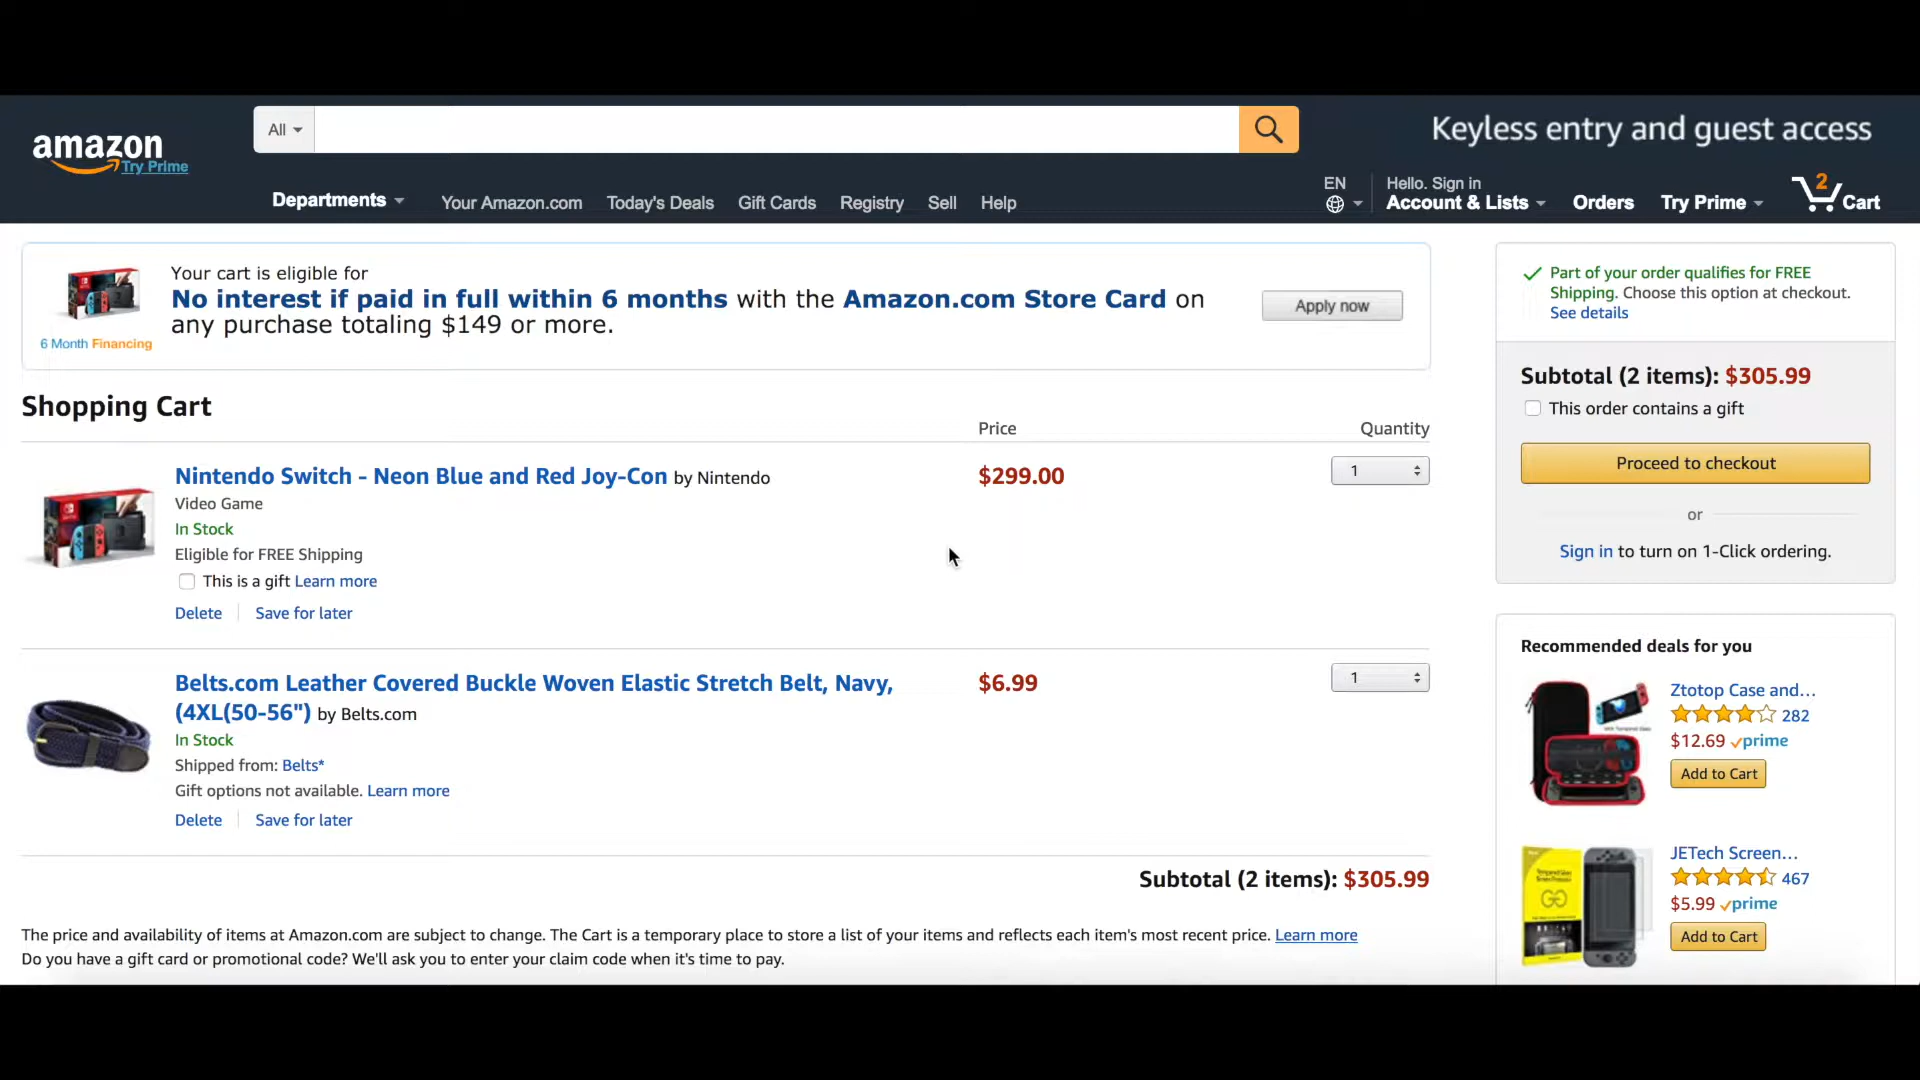 amazon
Try Prime
All
Keyless entry and guest access
Departments
Your Amazon.com
Today's Deals
Gift Cards
Registry
Sell
Help
EN
Hello. Sign in
Account & Lists
Orders
Try Prime
2
Cart
Your cart is eligible for
No interest if paid in full within 6 months with the Amazon.com Store Card on
any purchase totaling $149 or more.
6 Month Financing
Apply now
Part of your order qualifies for FREE
Shipping. Choose this option at checkout.
See details
Subtotal (2 items): $305.99
This order contains a gift
Proceed to checkout
or
Sign in to turn on 1-Click ordering.
Shopping Cart
Price
Quantity
Nintendo Switch - Neon Blue and Red Joy-Con by Nintendo
$299.00
1
Video Game
In Stock
Eligible for FREE Shipping
This is a gift Learn more
Delete
Save for later
Belts.com Leather Covered Buckle Woven Elastic Stretch Belt, Navy,
(4XL(50-56") by Belts.com
$6.99
1
In Stock
Shipped from: Belts*
Gift options not available. Learn more
Delete
Save for later
Subtotal (2 items): $305.99
The price and availability of items at Amazon.com are subject to change. The Cart is a temporary place to store a list of your items and reflects each item's most recent price. Learn more
Do you have a gift card or promotional code? We'll ask you to enter your claim code when it's time to pay.
Recommended deals for you
Ztotop Case and...
282
$12.69 prime
Add to Cart
JETech Screen...
467
$5.99 prime
Add to Cart